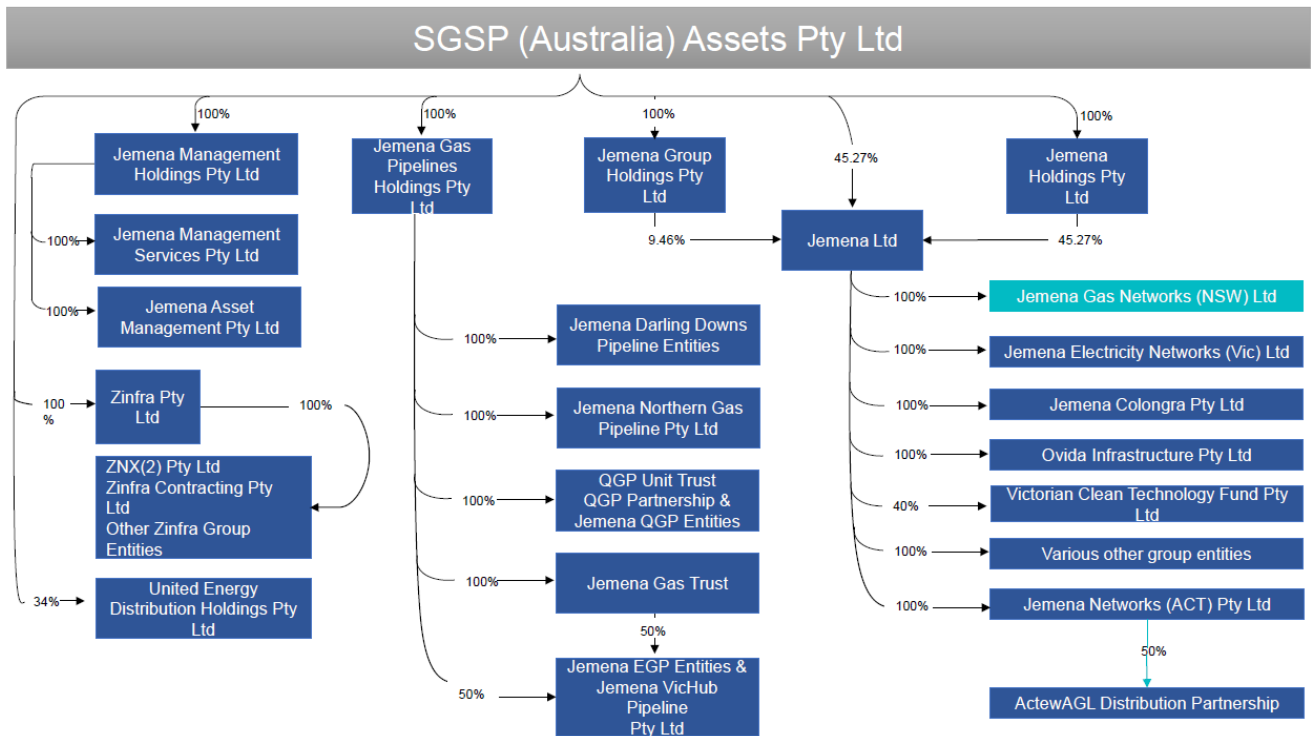 SGSP (Australia) Assets Pty Ltd
100%
100%
100%
45.27%
100%
Jemena Management
Holdings Pty Ltd
Jemena Gas
Pipelines
Holdings Pty
Ltd
Jemena Group
Holdings Pty
Ltd
Jemena
Holdings Pty
Ltd
100%
Jemena Management
Services Pty Ltd
9.46%
Jemena Ltd
45.27%
100%
Jemena Asset
Management Pty Ltd
100%
Jemena Gas Networks (NSW) Ltd
100%
Jemena Darling Downs
Pipeline Entities
100%
Jemena Electricity Networks (Vic) Ltd
100
%
Zinfra Pty
Ltd
100%
100%
Jemena Northern Gas
Pipeline Pty Ltd
100%
Jemena Colongra Pty Ltd
ZNX(2) Pty Ltd
Zinfra Contracting Pty
Ltd
Other Zinfra Group
Entities
100%
QGP Unit Trust
QGP Partnership &
Jemena QGP Entities
100%
Ovida Infrastructure Pty Ltd
40%
Victorian Clean Technology Fund Pty
Ltd
100%
Jemena Gas Trust
100%
Various other group entities
34%
United Energy
Distribution Holdings Pty
Ltd
50%
100%
Jemena Networks (ACT) Pty Ltd
50%
Jemena EGP Entities &
Jemena VicHub
Pipeline
Pty Ltd
50%
ActewAGL Distribution Partnership